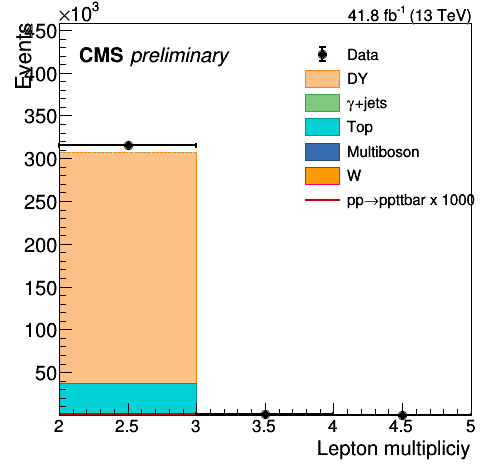 ×10³
41.8 fb⁻¹ (13 TeV)
Events
CMS preliminary
Data
DY
γ+jets
Top
Multiboson
W
pp→ppttbar x 1000
450
400
350
300
250
200
150
100
50
2 2.5 3 3.5 4 4.5 5
Lepton multipliciy